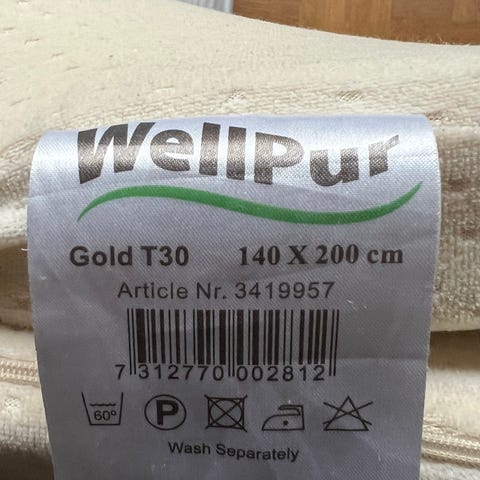 WellPur
Gold T30 140 X 200 cm
Article Nr. 3419957
7 312770 002812
60° P
Wash Separately